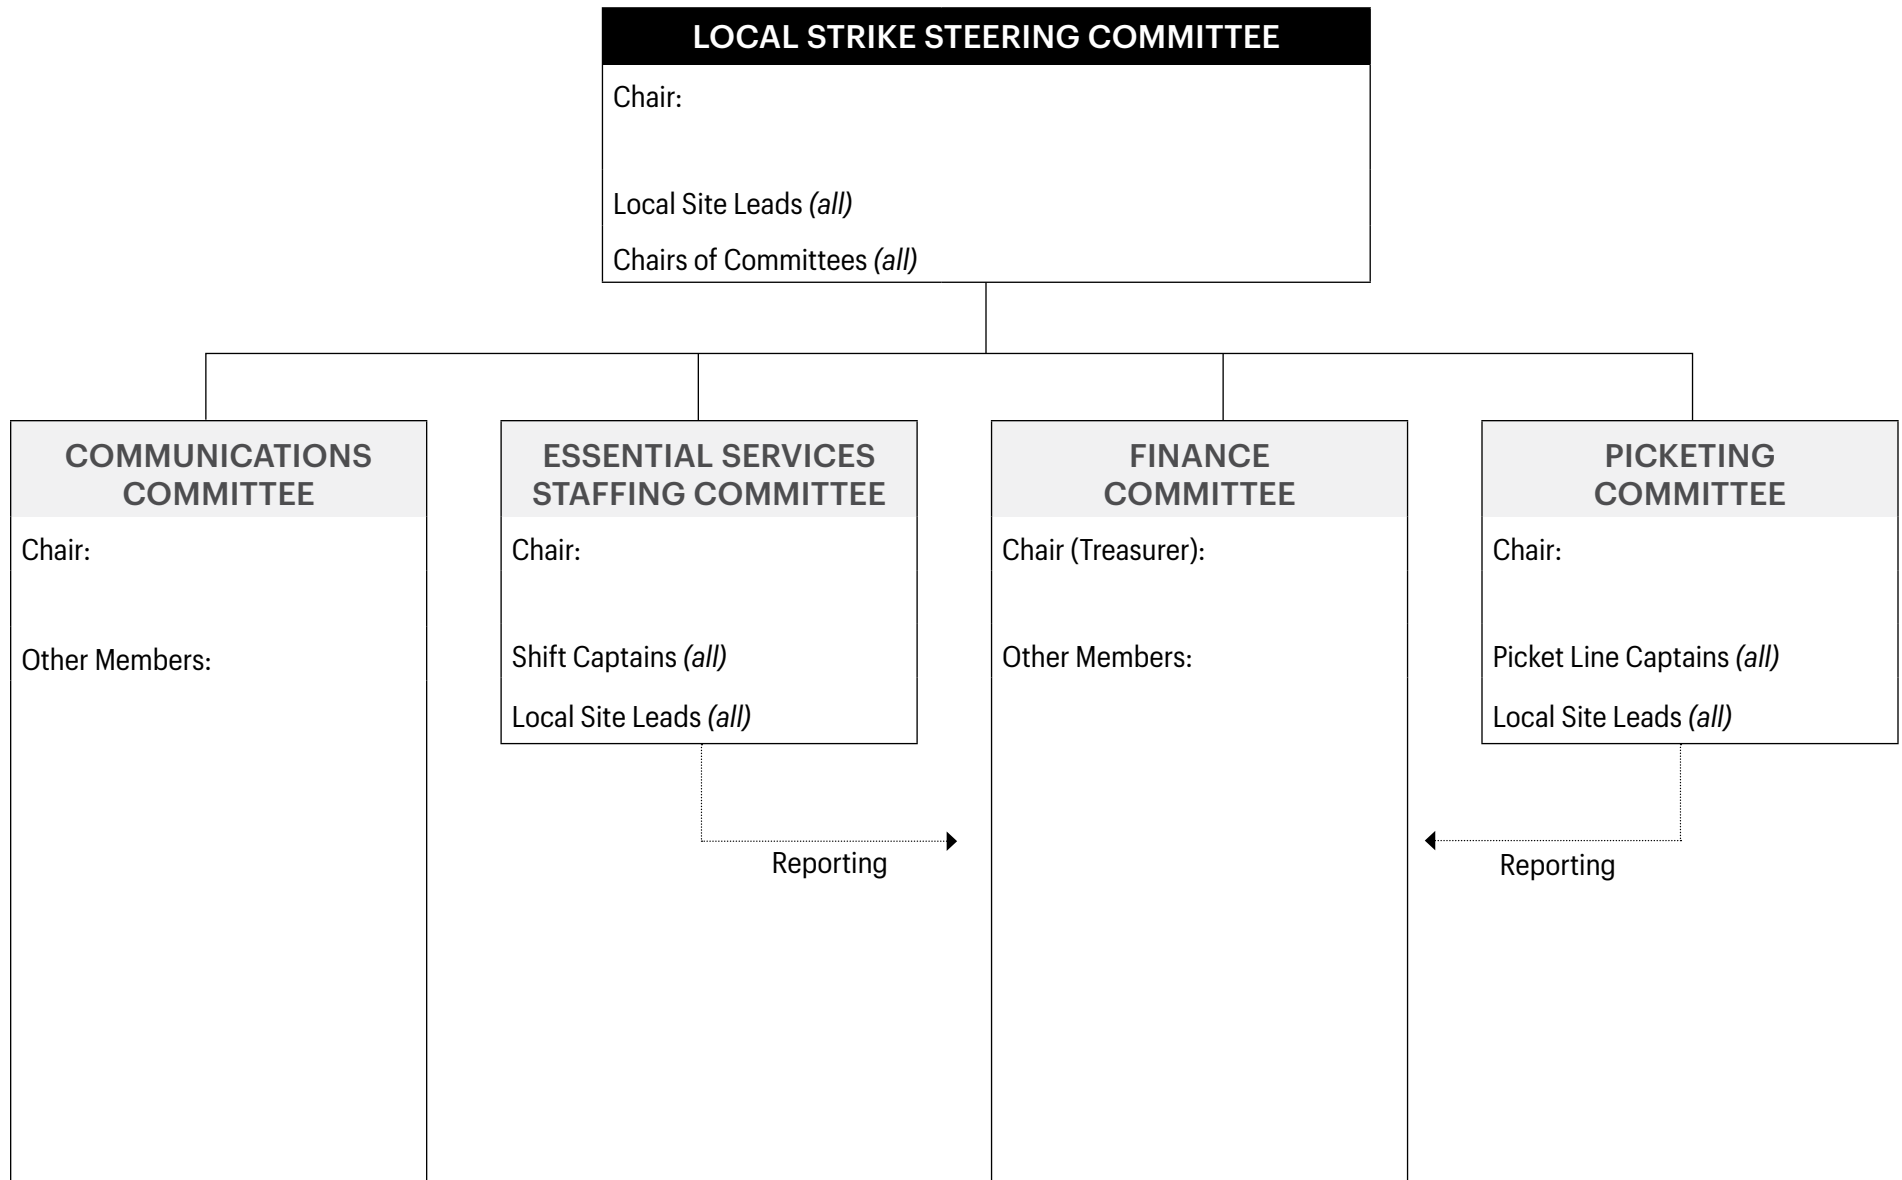 LOCAL STRIKE STEERING COMMITTEE
Chair:
Local Site Leads (all)
Chairs of Committees (all)
COMMUNICATIONS
COMMITTEE
Chair:
Other Members:
ESSENTIAL SERVICES
STAFFING COMMITTEE
Chair:
Shift Captains (all)
Local Site Leads (all)
Reporting
FINANCE
COMMITTEE
Chair (Treasurer):
Other Members:
PICKETING
COMMITTEE
Chair:
Picket Line Captains (all)
Local Site Leads (all)
Reporting